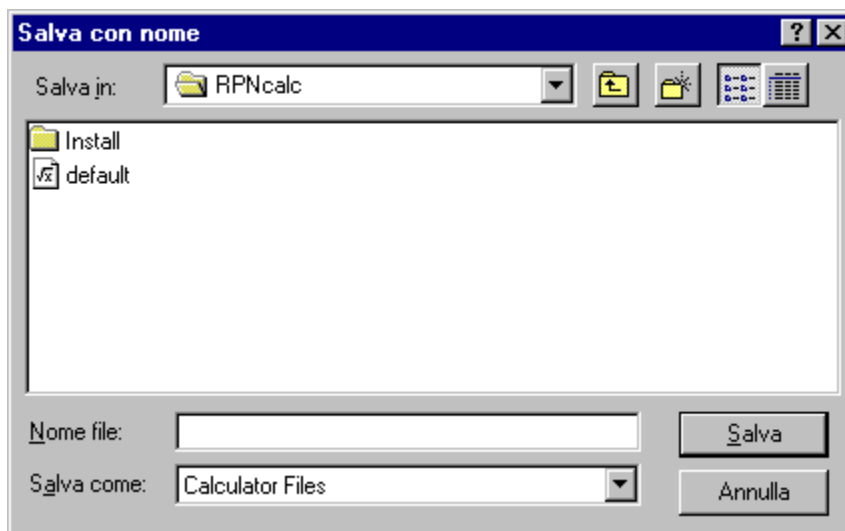 Salva con nome
Salva in: RPNcalc
Install
default
Nome file: Salva
Salva come: Calculator Files Annulla